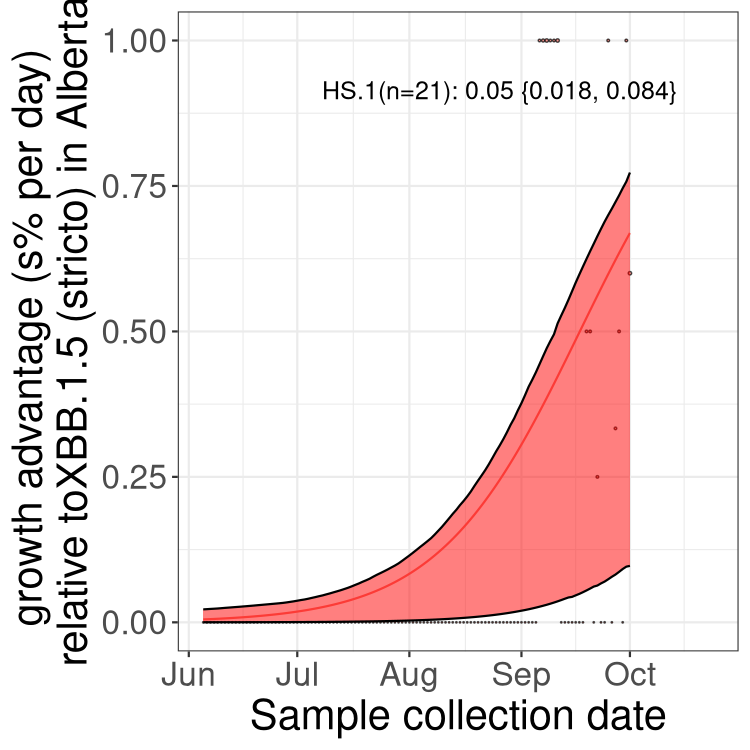 growth advantage (s% per day)
relative toXBB.1.5 (stricto) in Alberta
1.00
HS.1(n=21): 0.05 {0.018, 0.084}
0.75
0.50
0.25
0.00
Jun Jul Aug Sep Oct
Sample collection date